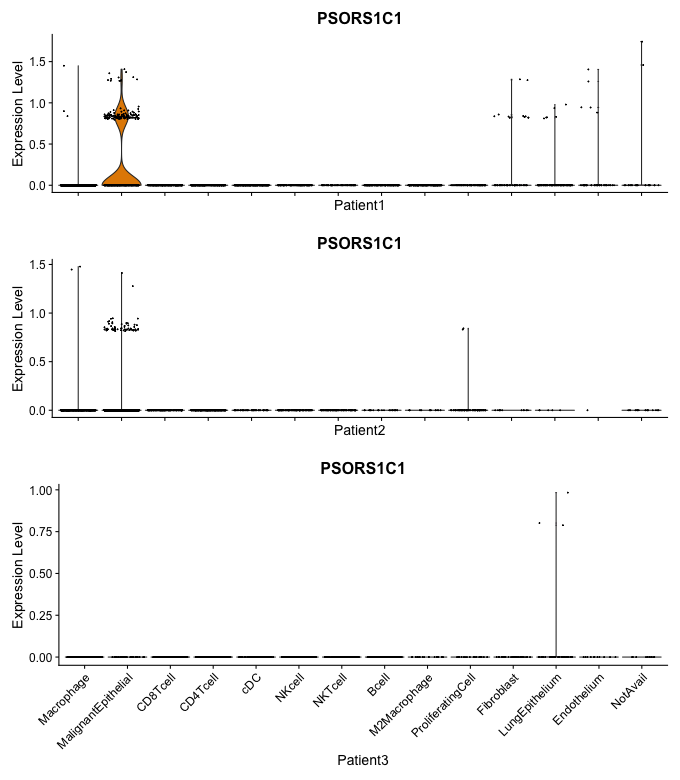 PSORS1C1
Expression Level
1.5
1.0
0.5
0.0
Patient1
PSORS1C1
Expression Level
1.5
1.0
0.5
0.0
Patient2
PSORS1C1
Expression Level
1.00
0.75
0.50
0.25
0.00
Macrophage
MalignantEpithelial
CD8Tcell
CD4Tcell
cDC
NKcell
NKTcell
Bcell
M2Macrophage
ProliferatingCell
Fibroblast
LungEpithelium
Endothelium
NotAvail
Patient3